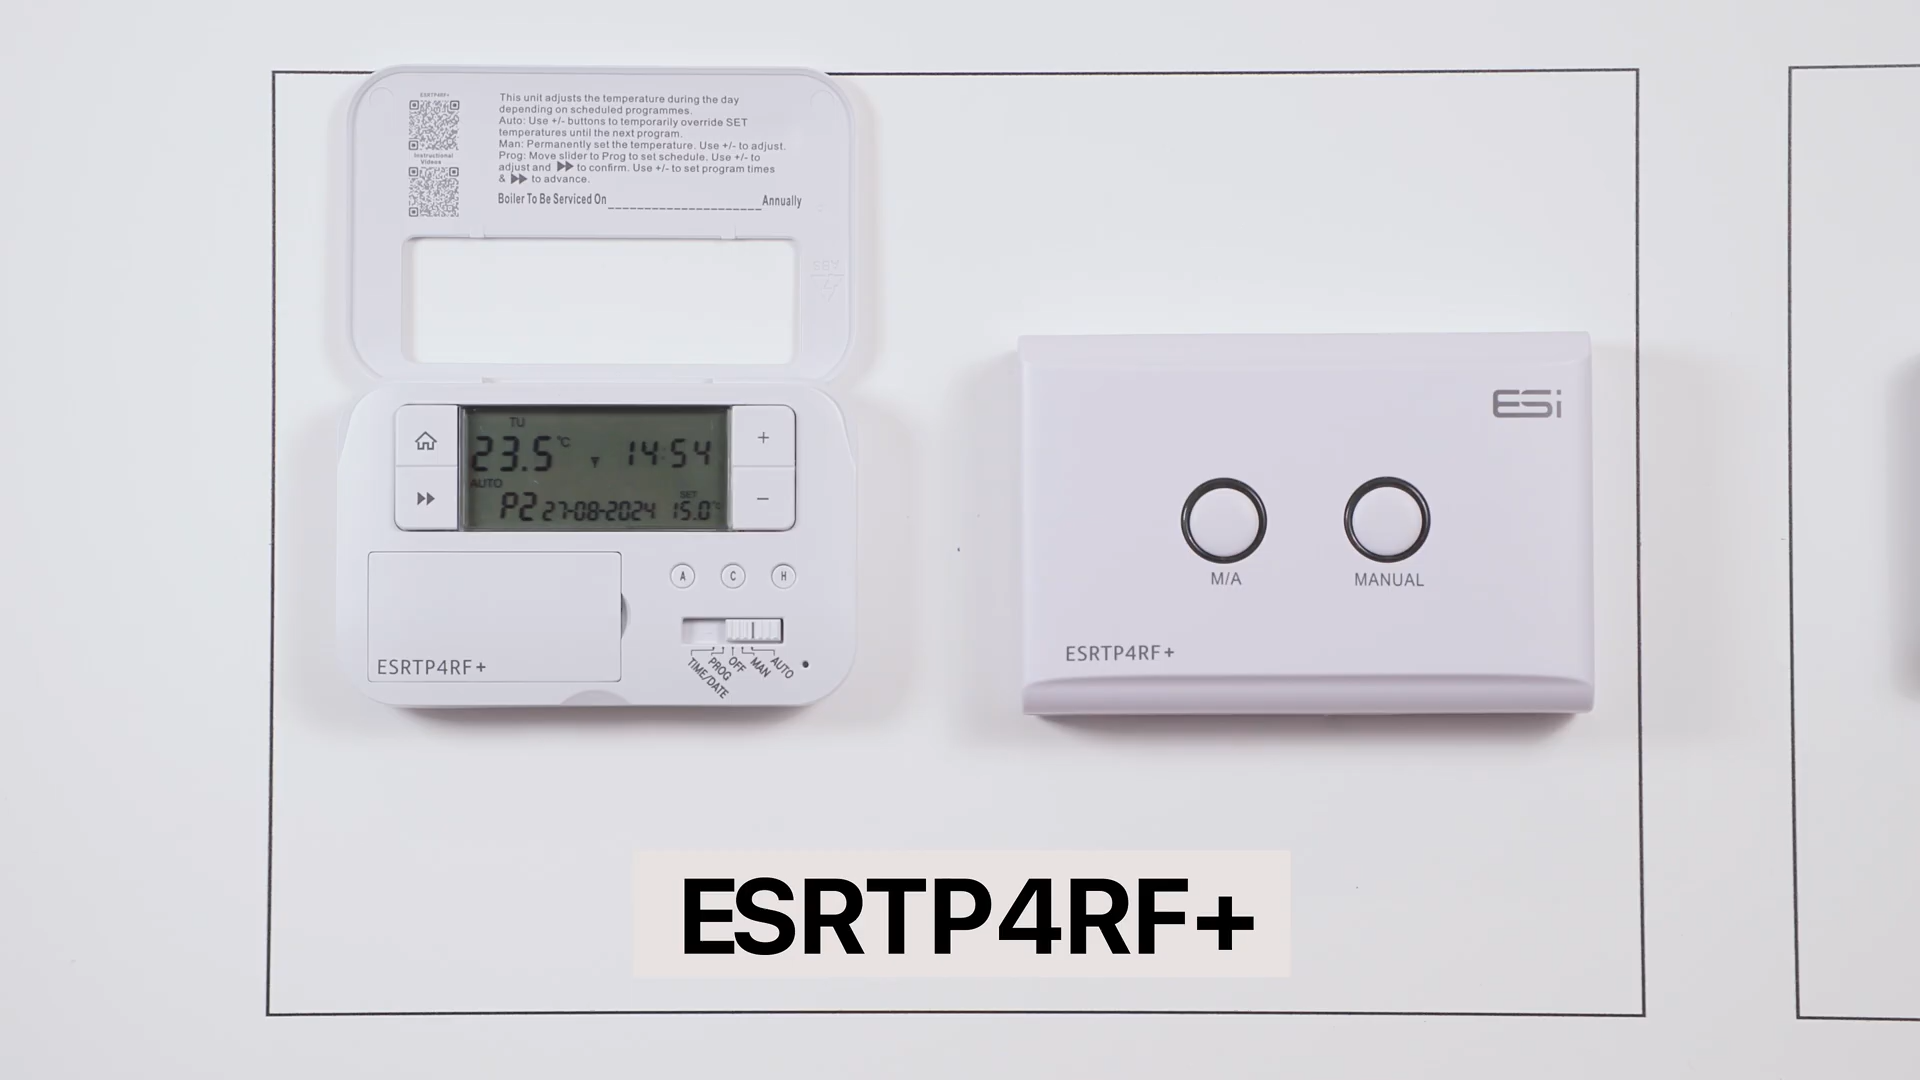 ESRTP4RF+
Instructional
Videos
This unit adjusts the temperature during the day
depending on scheduled programmes.
Auto: Use +/- buttons to temporarily override SET
temperatures until the next program.
Man: Permanently set the temperature. Use +/- to adjust.
Prog: Move slider to Prog to set schedule. Use +/- to
adjust and to confirm. Use +/- to set program times
& to advance.
Boiler To Be Serviced On ______________________ Annually
TU
23.5°C 14:54
AUTO
SET
P2 27-08-2024 15.0°C
+
−
A C H
ESRTP4RF+
TIME/DATE PROG OFF MAN AUTO
ESi
M/A MANUAL
ESRTP4RF+
ESRTP4RF+